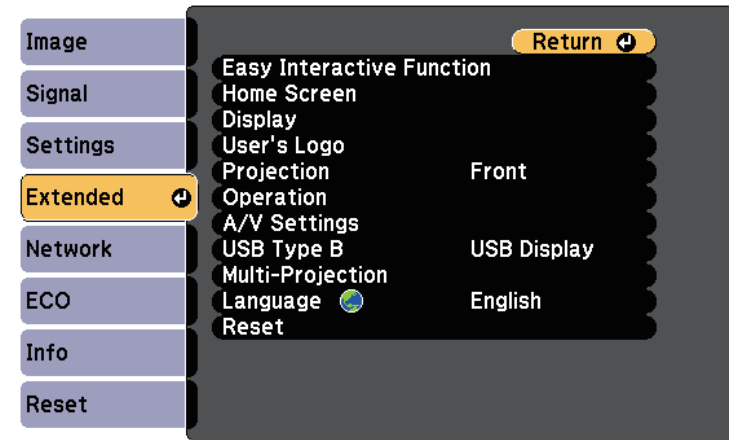 Image
Signal
Settings
Extended
Network
ECO
Info
Reset
Return
Easy Interactive Function
Home Screen
Display
User's Logo
Projection Front
Operation
A/V Settings
USB Type B USB Display
Multi-Projection
Language English
Reset